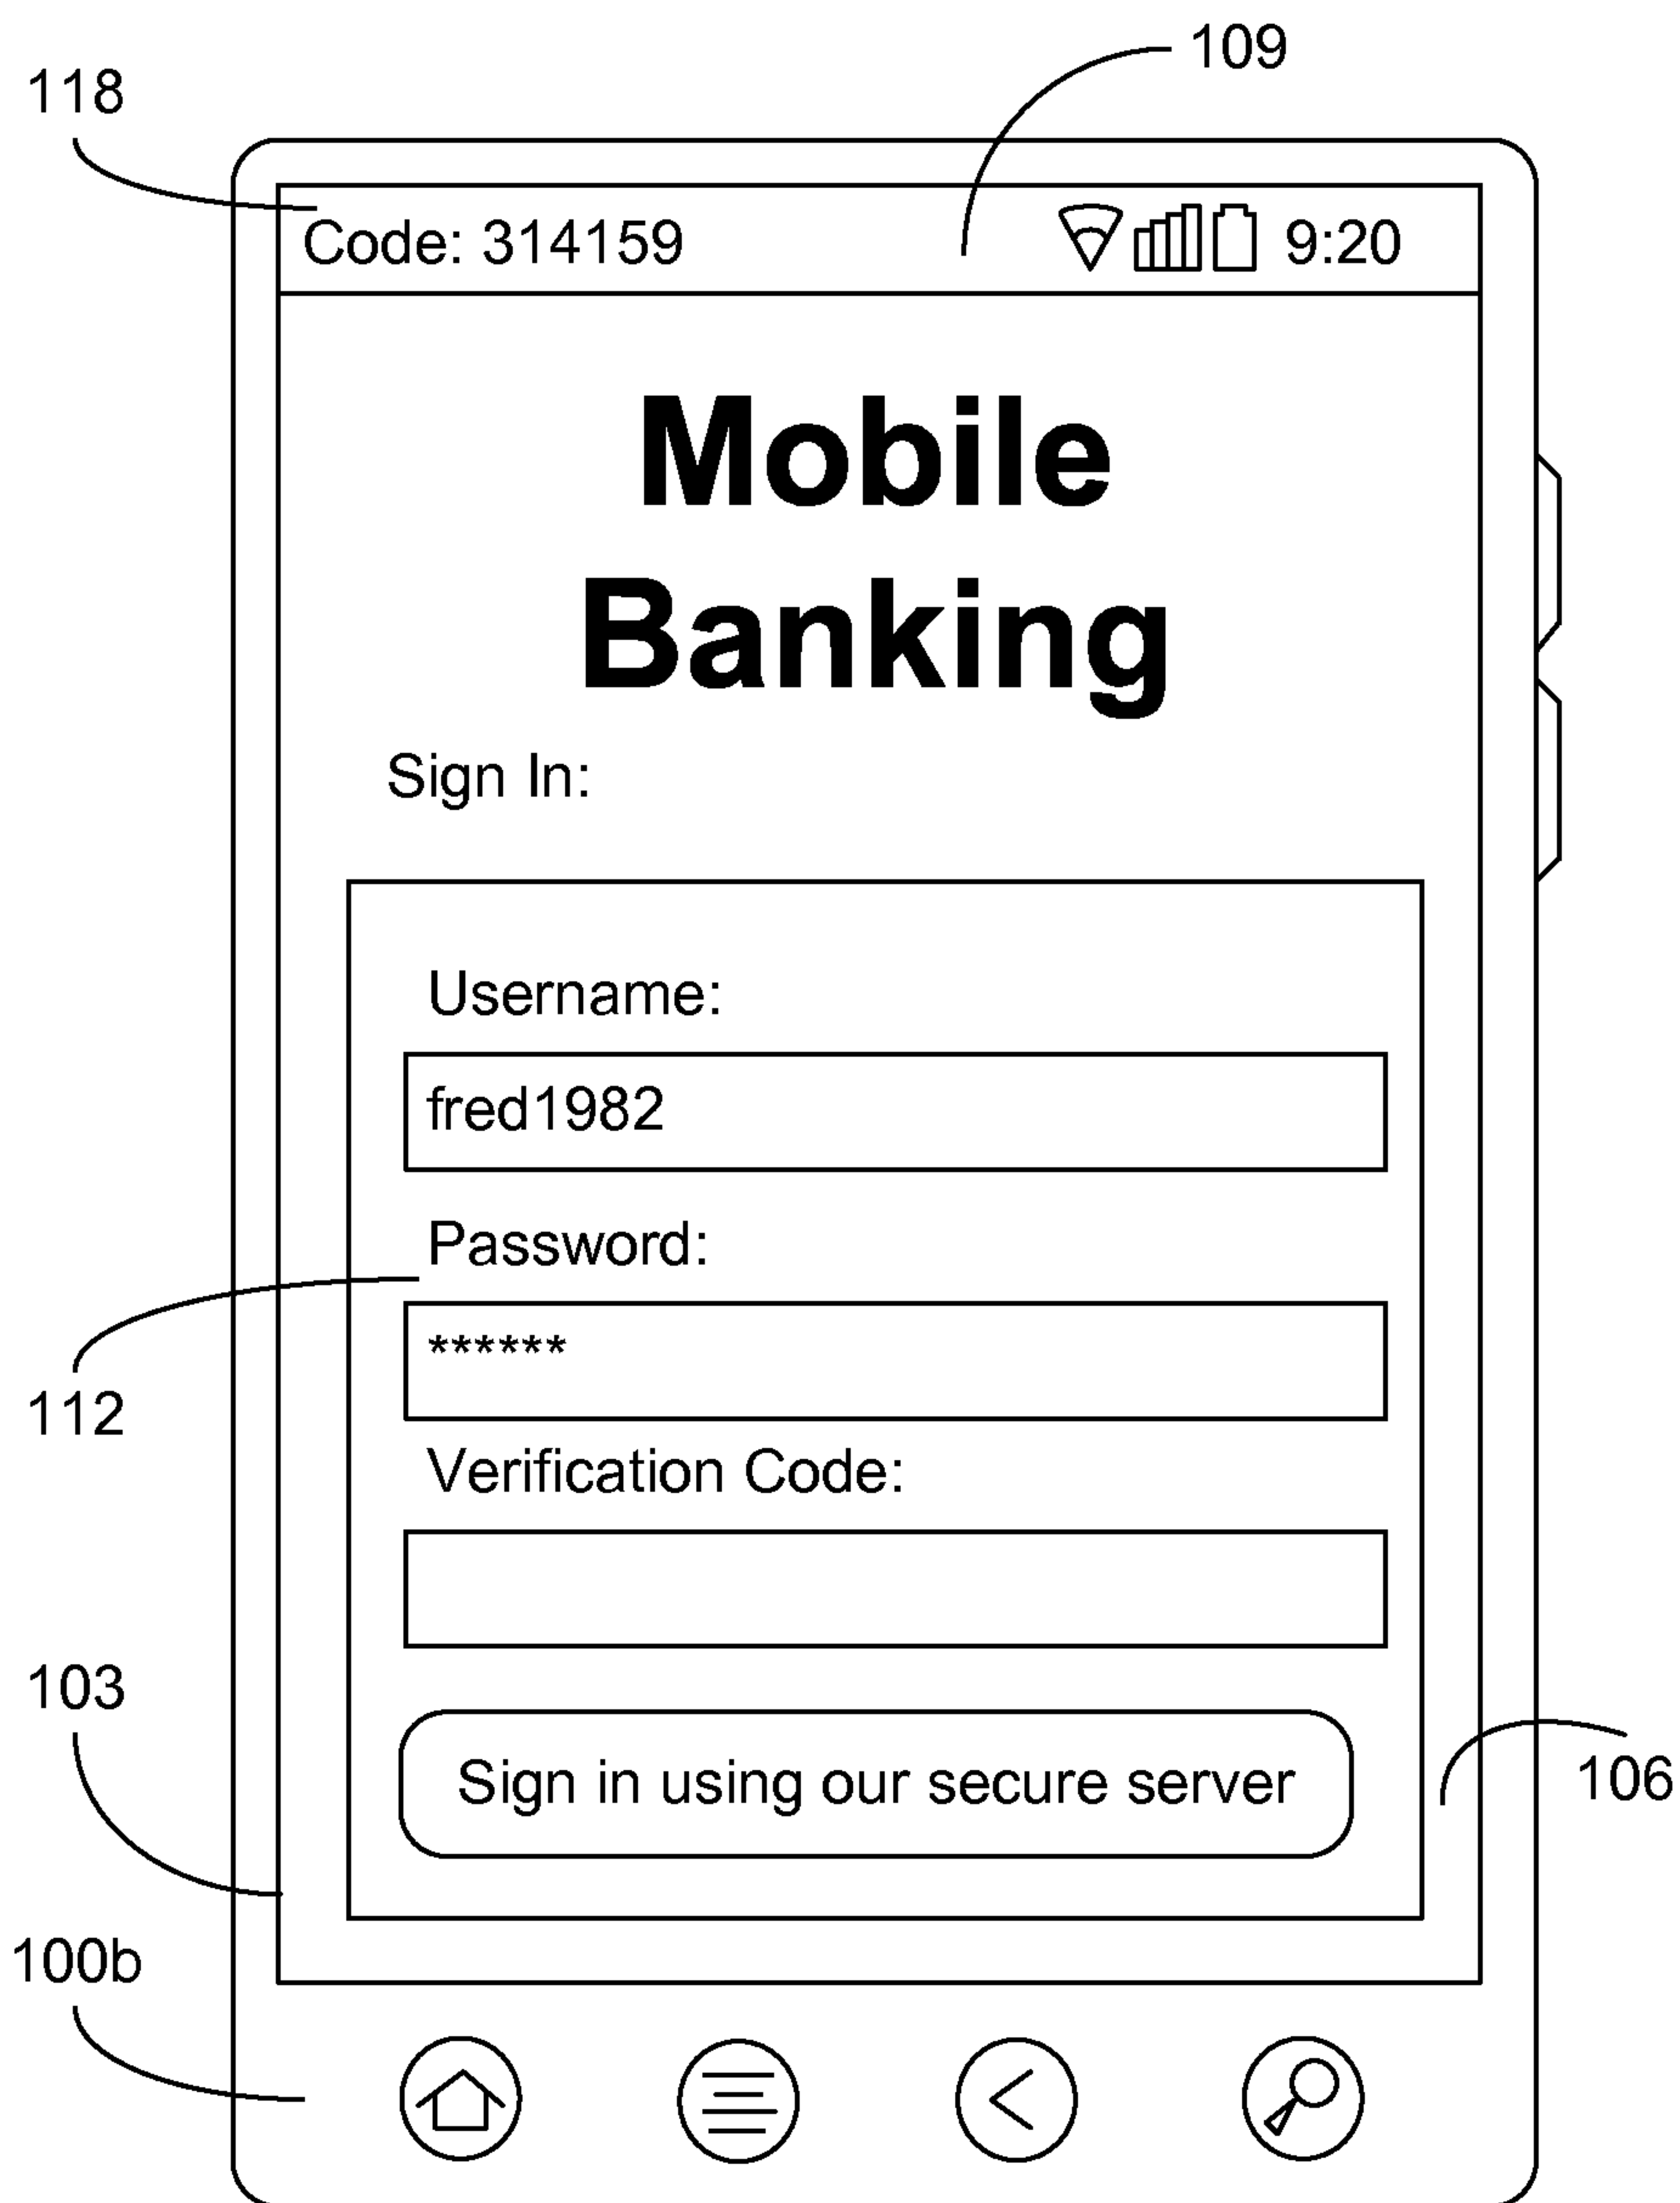 109
118
Code: 314159 9:20
Mobile
Banking
Sign In:
Username:
fred1982
Password:
******
112
Verification Code:
103
Sign in using our secure server
106
100b